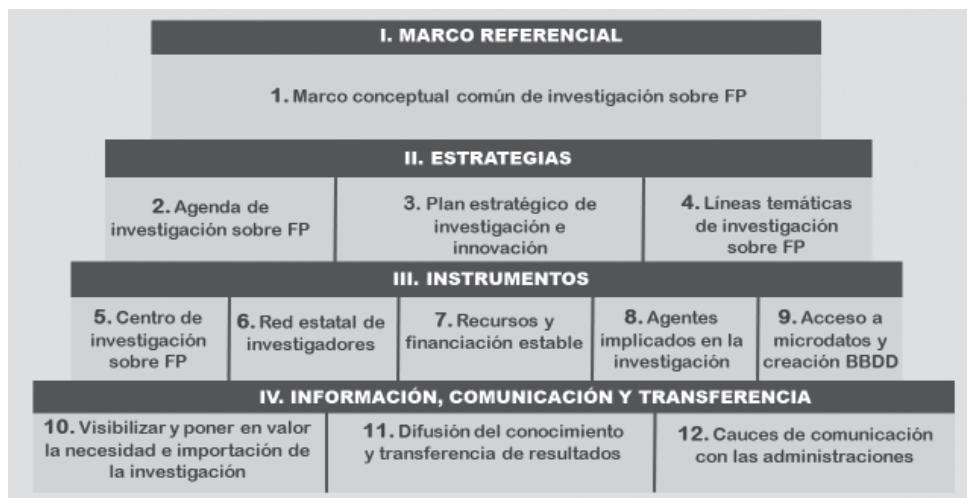 I. MARCO REFERENCIAL
1. Marco conceptual común de investigación sobre FP
II. ESTRATEGIAS
2. Agenda de
investigación sobre FP
3. Plan estratégico de
investigación e
innovación
4. Líneas temáticas
de investigación
sobre FP
III. INSTRUMENTOS
5. Centro de
investigación
sobre FP
6. Red estatal de
investigadores
7. Recursos y
financiación estable
8. Agentes
implicados en la
investigación
9. Acceso a
microdatos y
creación BBDD
IV. INFORMACIÓN, COMUNICACIÓN Y TRANSFERENCIA
10. Visibilizar y poner en valor
la necesidad e importación de
la investigación
11. Difusión del conocimiento
y transferencia de resultados
12. Cauces de comunicación
con las administraciones